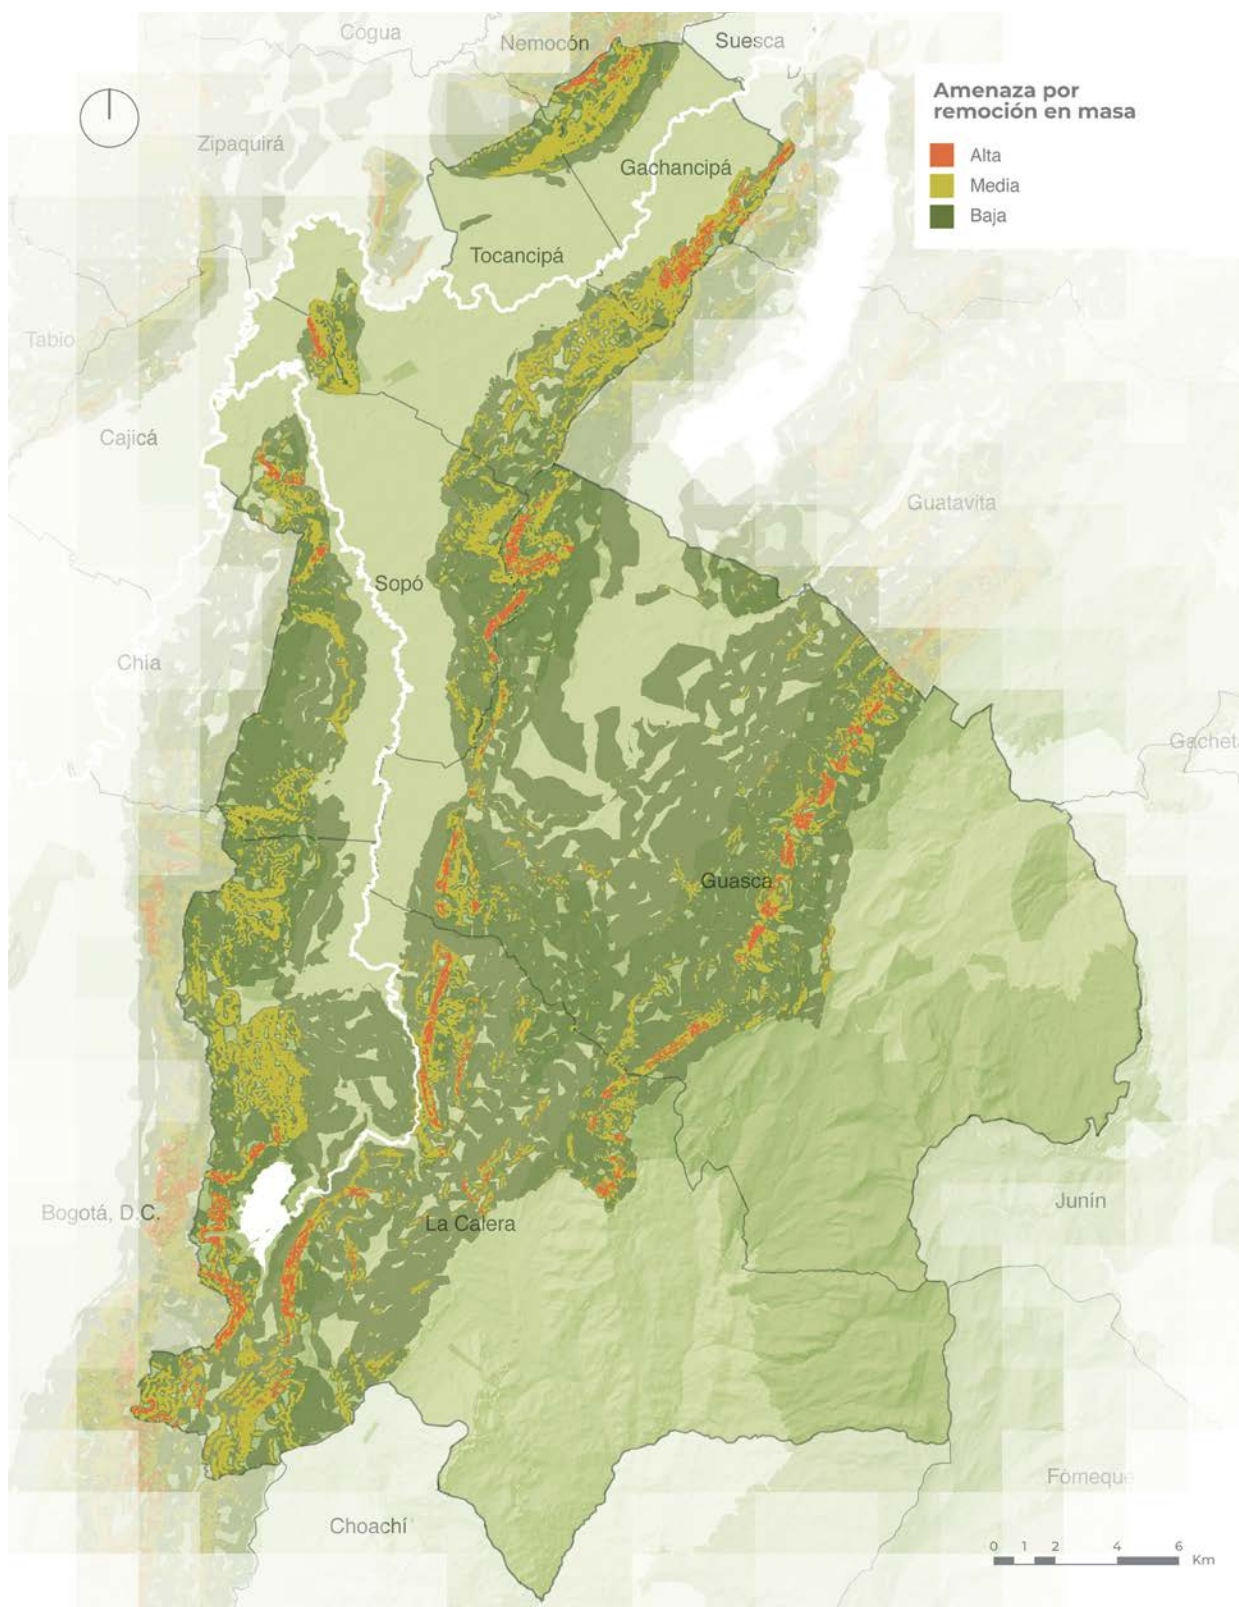 Cogua
Nemocón
Suesca
Amenaza por
remoción en masa
Alta
Media
Baja
Zipaquirá
Gachancipá
Tocancipá
Tabio
Cajicá
Guatavita
Sopó
Chía
Guasca
Bogotá, D.C.
Junín
La Calera
Fómeque
Choachí
0 1 2 4 6
Km